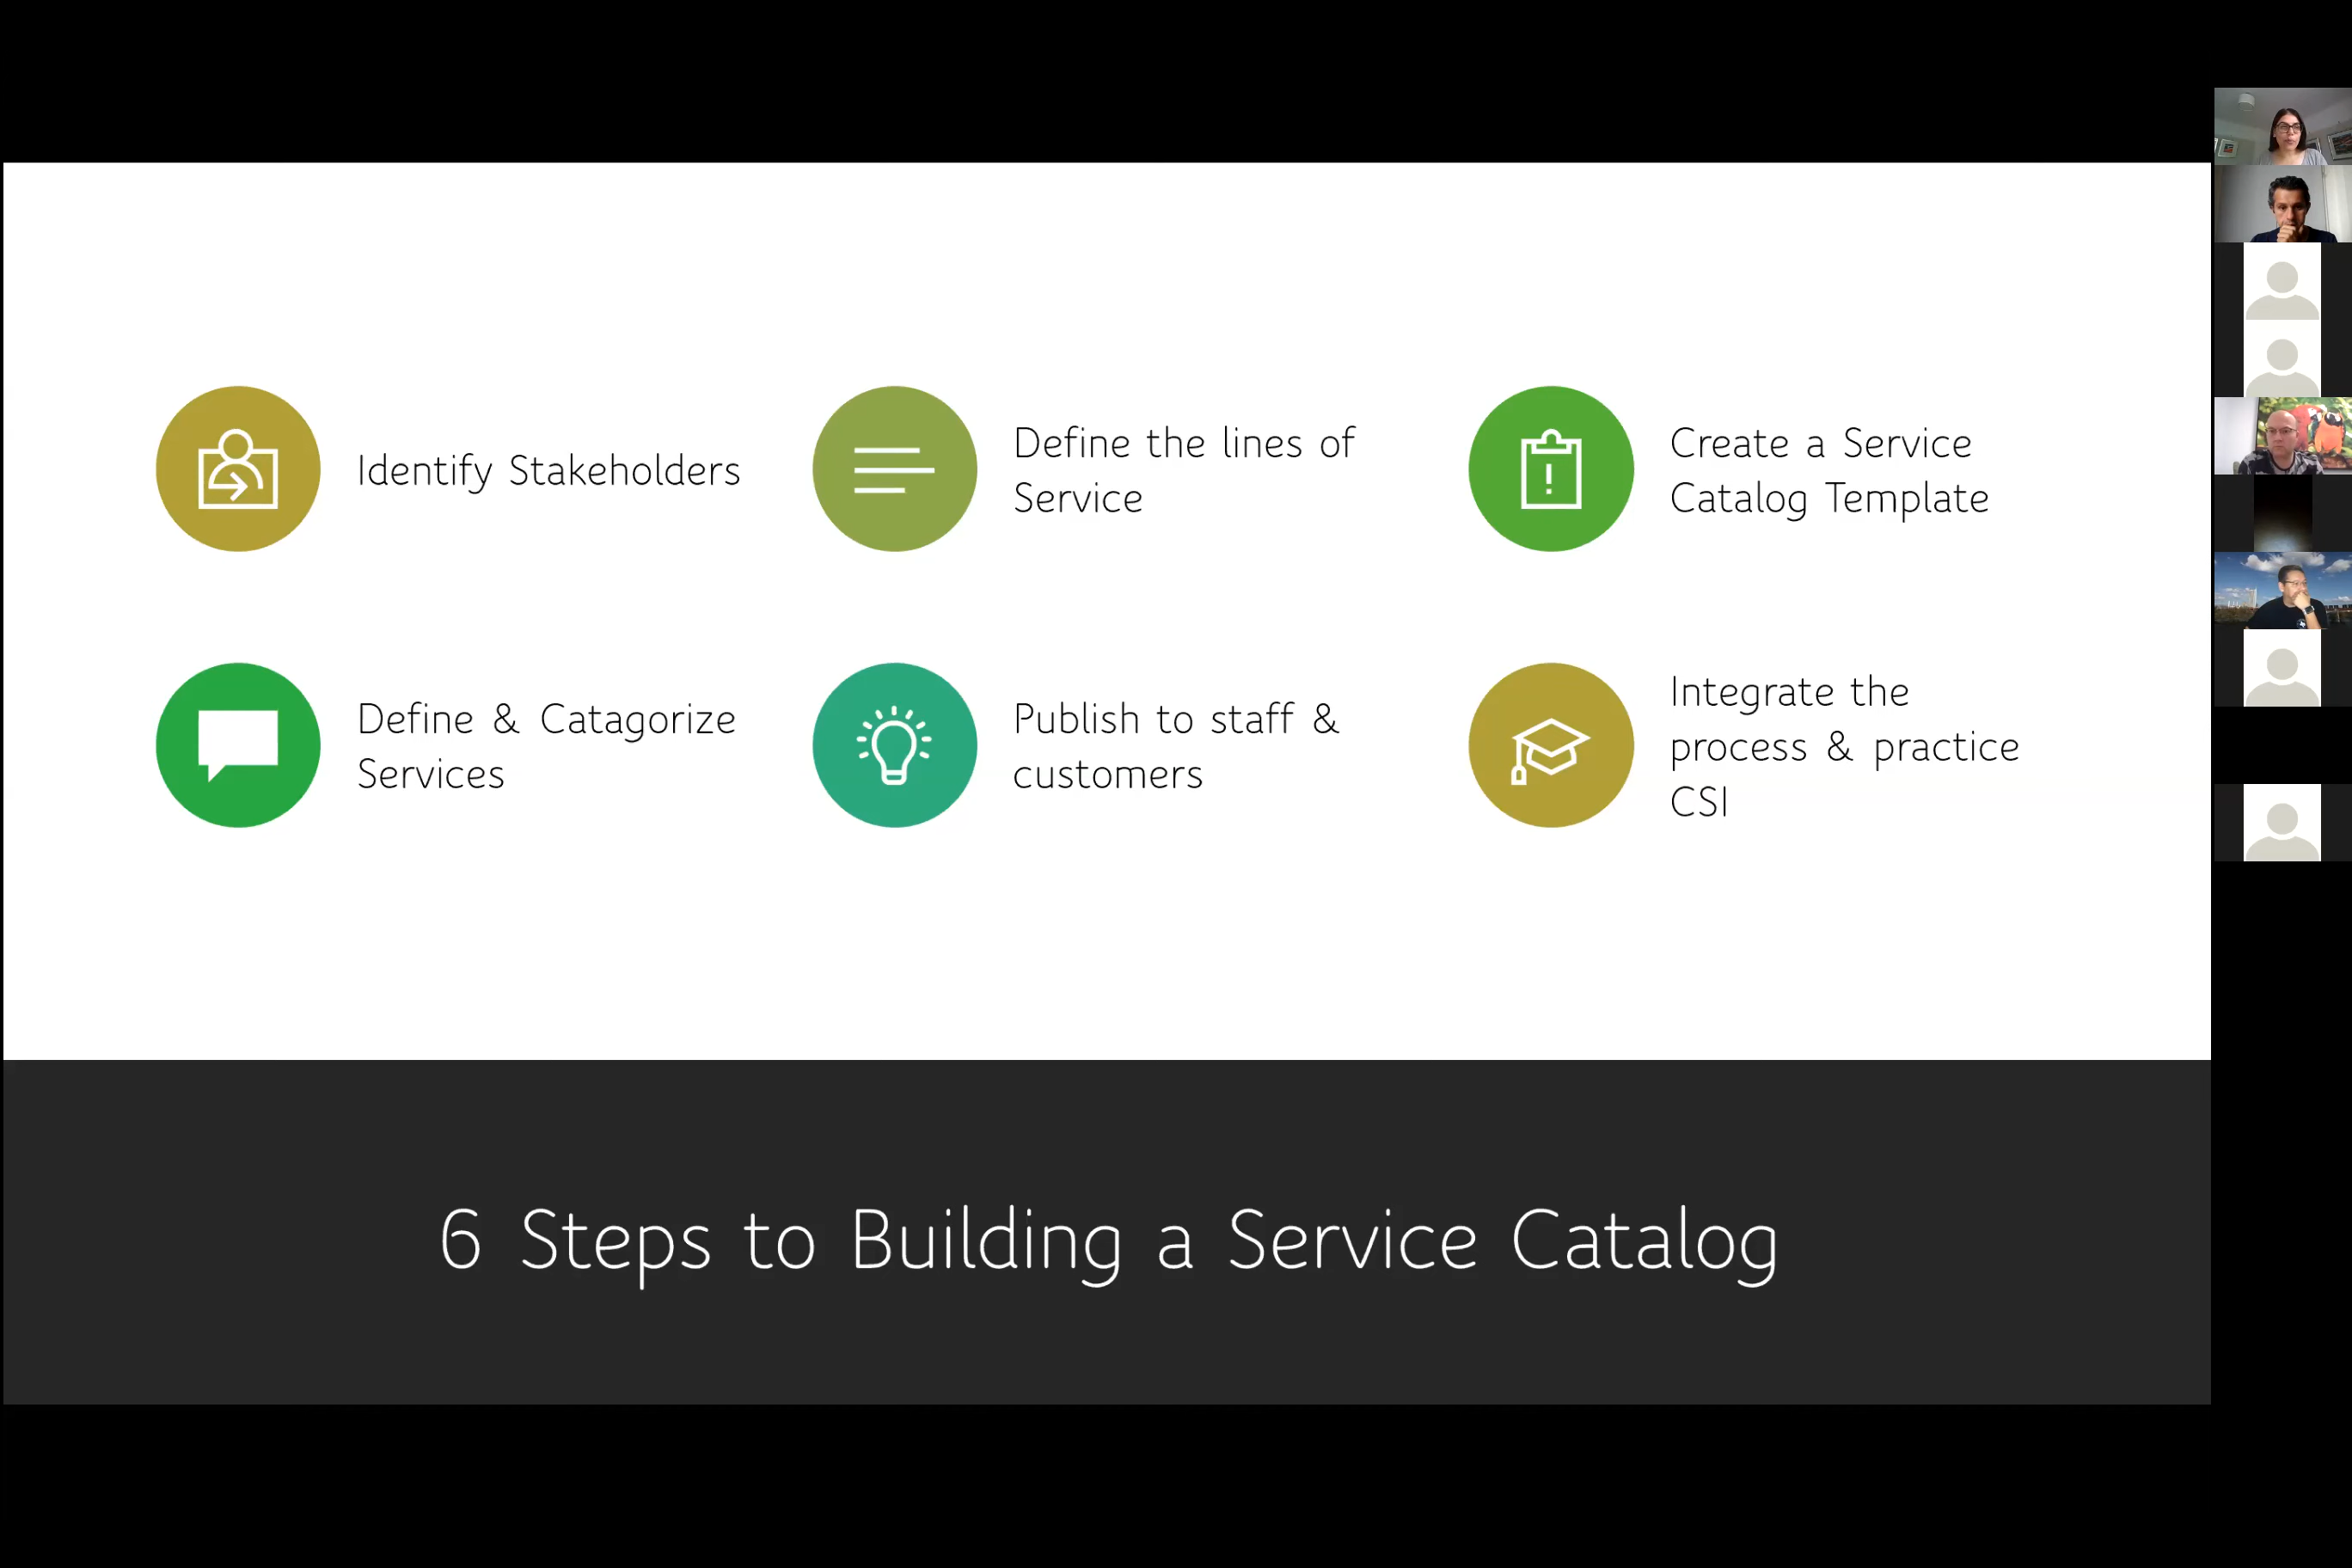 Identify Stakeholders
Define the lines of
Service
Create a Service
Catalog Template
Define & Catagorize
Services
Publish to staff &
customers
Integrate the
process & practice
CSI
6 Steps to Building a Service Catalog